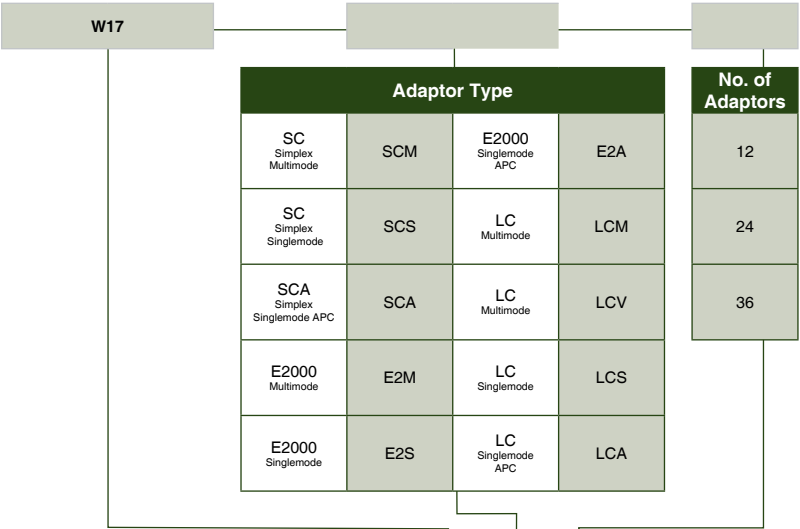 W17
Adaptor Type
No. of
Adaptors
SC
Simplex
Multimode
SCM
E2000
Singlemode
APC
E2A
12
SC
Simplex
Singlemode
SCS
LC
Multimode
LCM
24
SCA
Simplex
Singlemode APC
SCA
LC
Multimode
LCV
36
E2000
Multimode
E2M
LC
Singlemode
LCS
E2000
Singlemode
E2S
LC
Singlemode
APC
LCA